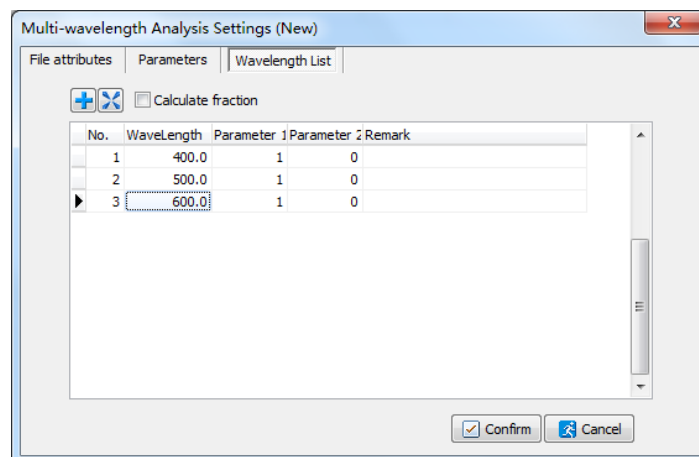 Multi-wavelength Analysis Settings (New)
File attributes Parameters Wavelength List
Calculate fraction
No. WaveLength Parameter 1 Parameter 2 Remark
1 400.0 1 0
2 500.0 1 0
3 600.0 1 0
Confirm Cancel